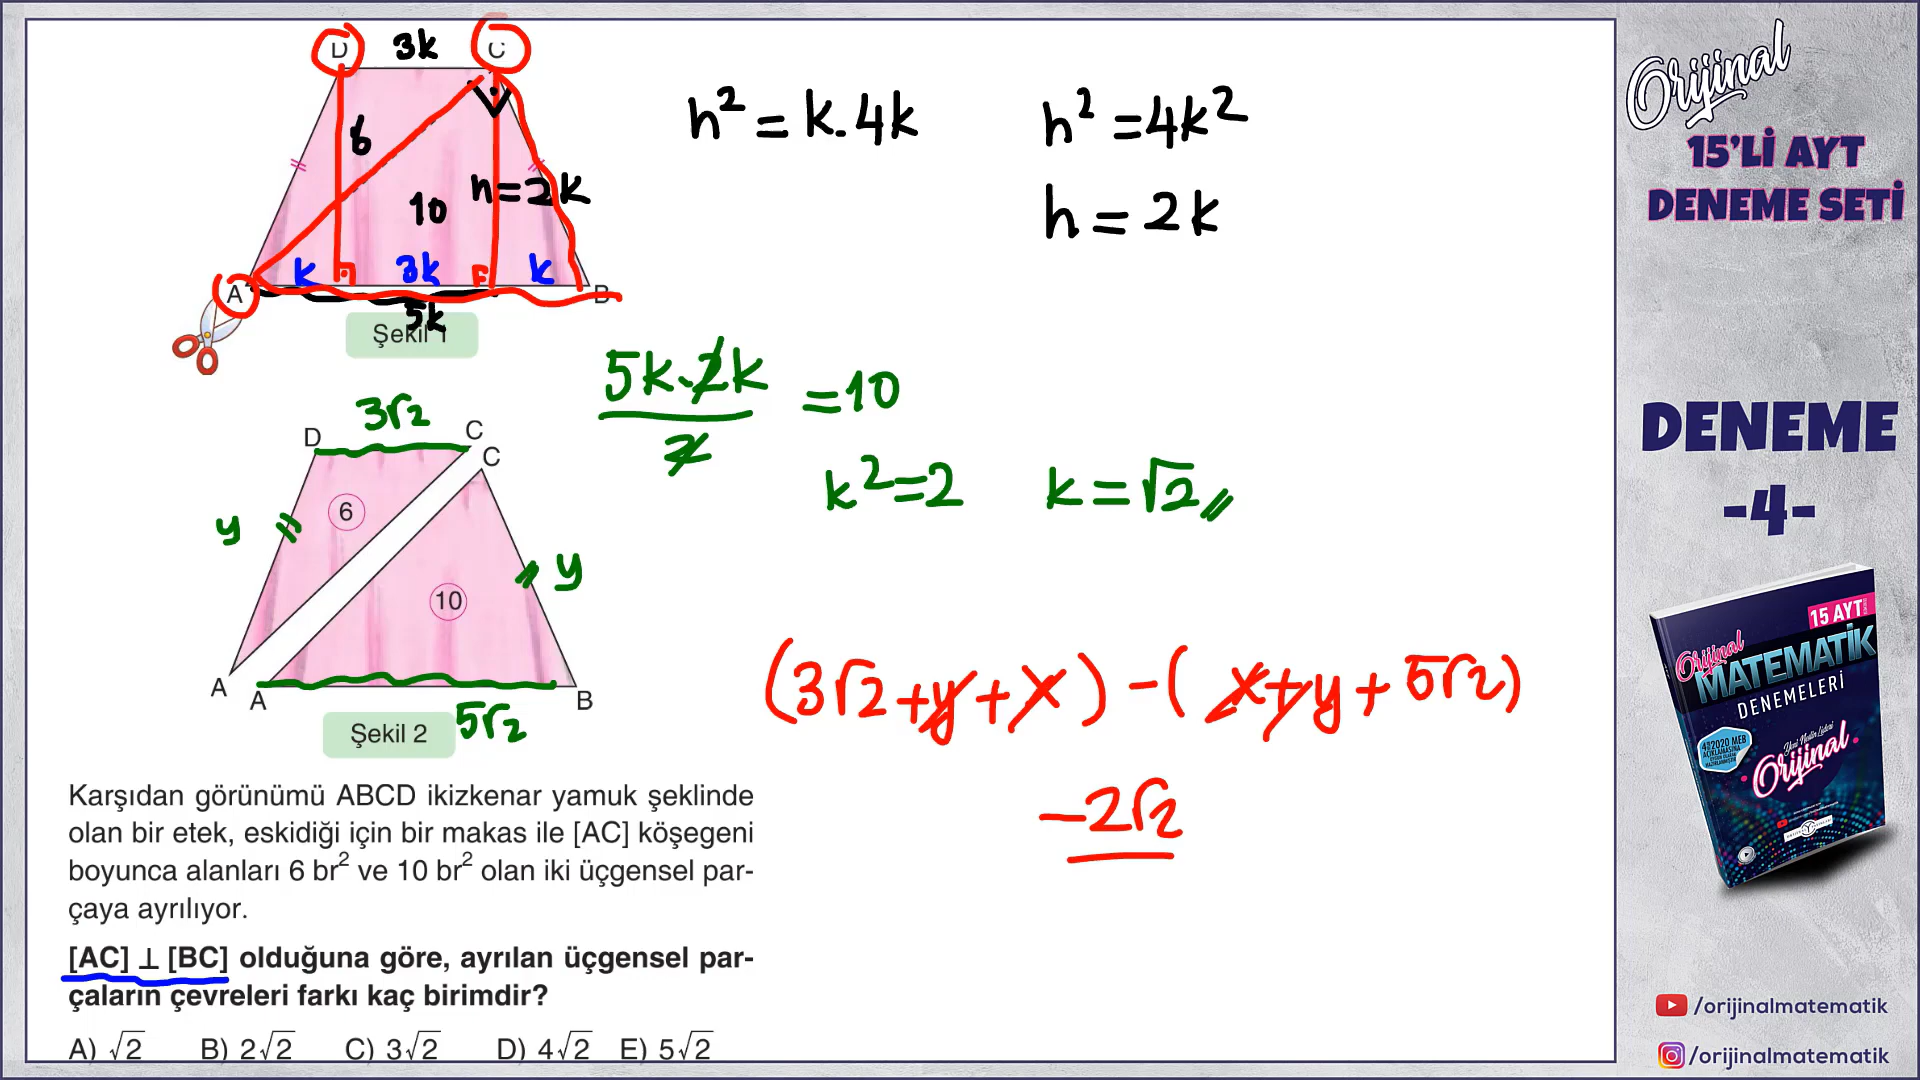 D 3k C
6
h=2k
10
k 3k k
A B
5k
Şekil 1
h² = k.4k
h² = 4k²
h = 2k
5k.2k
2
=10
k² = 2 k = √2
3√2
D C
C
6
y
y
10
A A B
5√2
Şekil 2
(3√2 + y + x) - (x + y + 5√2)
-2√2
Karşıdan görünümü ABCD ikizkenar yamuk şeklinde
olan bir etek, eskidiği için bir makas ile [AC] köşegeni
boyunca alanları 6 br² ve 10 br² olan iki üçgensel par-
çaya ayrılıyor.
[AC] ⊥ [BC] olduğuna göre, ayrılan üçgensel par-
çaların çevreleri farkı kaç birimdir?
A) √2 B) 2√2 C) 3√2 D) 4√2 E) 5√2
Orijinal
15'Lİ AYT
DENEME SETİ
DENEME
-4-
15 AYT
Orijinal
MATEMATİK
DENEMELERİ
Orijinal
/orijinalmatematik
/orijinalmatematik